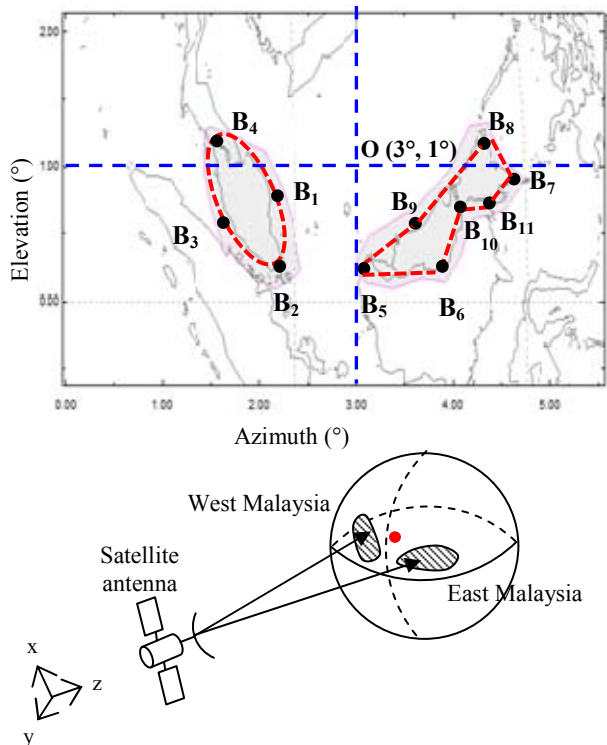 2.00
B₄
B₈
O (3°, 1°)
1.00
B₇
B₁
B₉
B₃
B₁₁
B₁₀
Elevation (°)
0.00
B₂
B₅
B₆
0.00 1.00 2.00 3.00 4.00 5.00
Azimuth (°)
West Malaysia
Satellite
antenna
East Malaysia
x
z
y